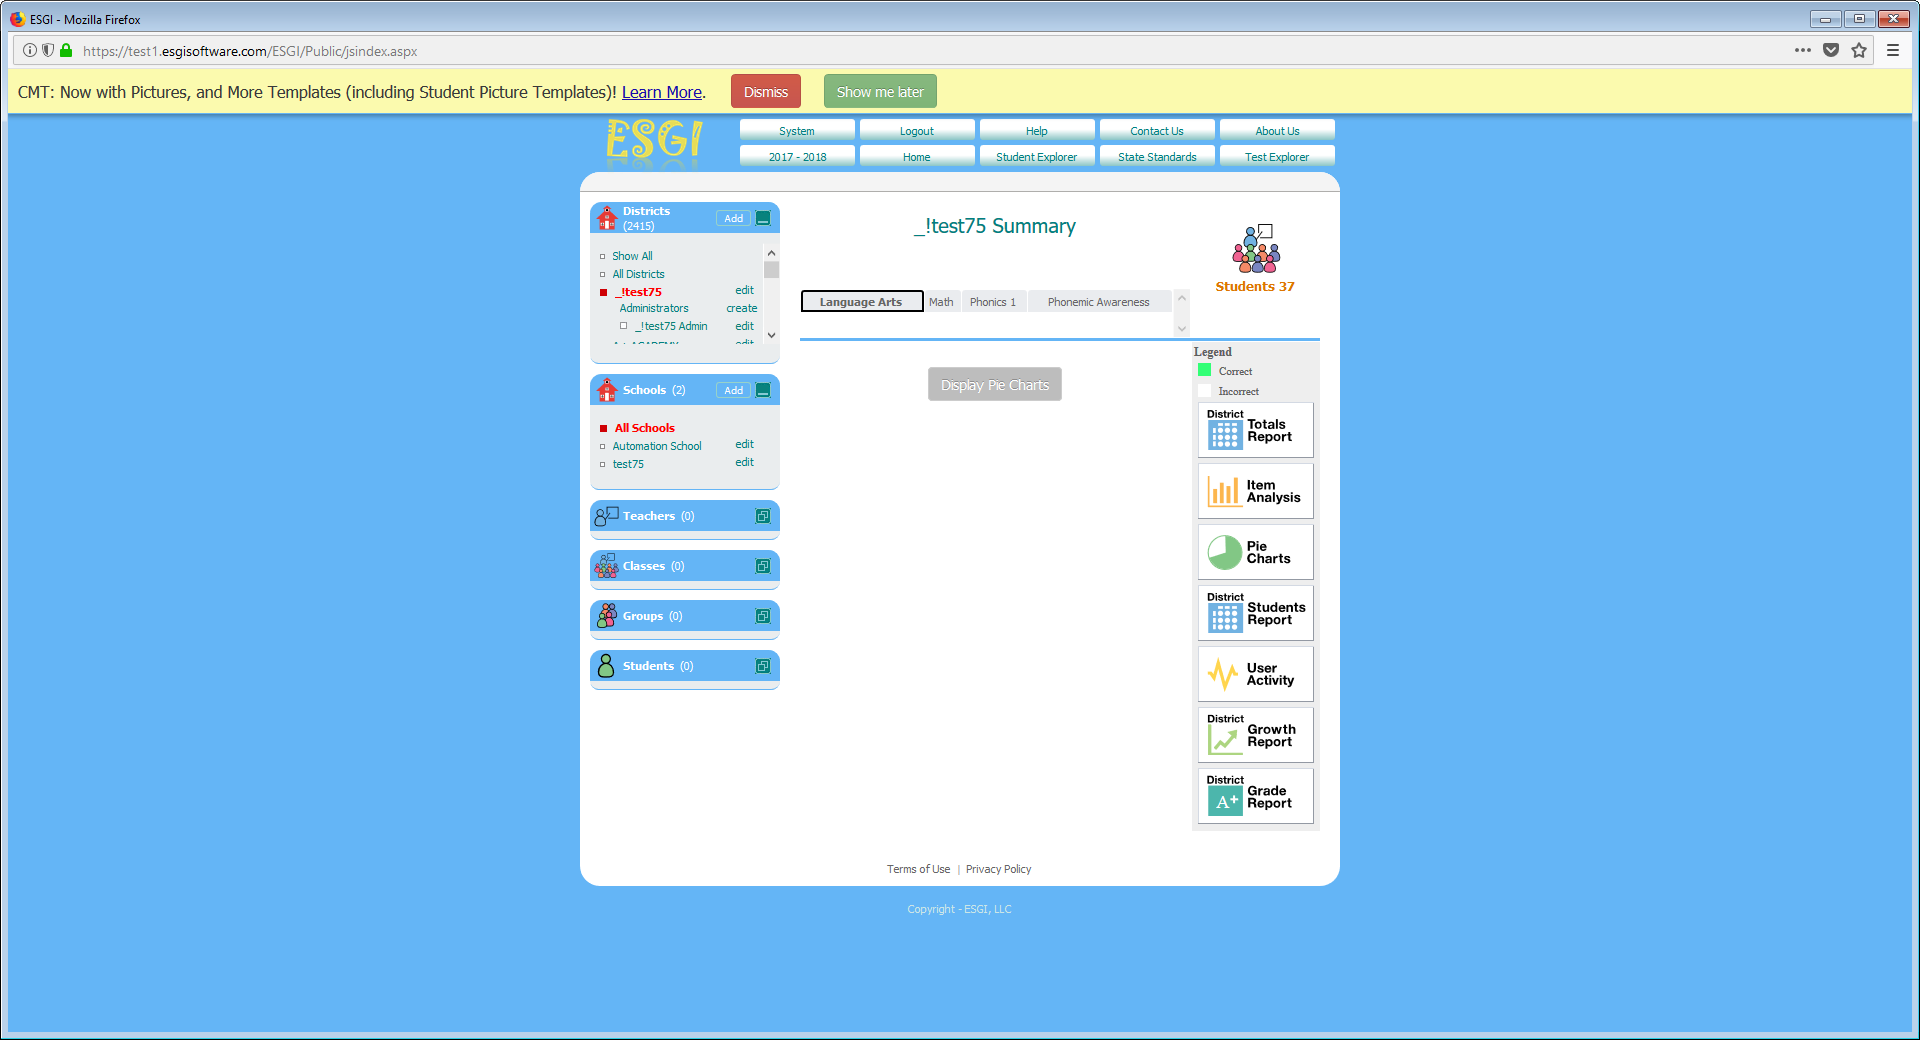 ESGI - Mozilla Firefox
https://test1.esgisoftware.com/ESGI/Public/jsindex.aspx
CMT: Now with Pictures, and More Templates (including Student Picture Templates)! Learn More. Dismiss Show me later
ESGI
System Logout Help Contact Us About Us
2017 - 2018 Home Student Explorer State Standards Test Explorer
Districts
(2415)
Add
Show All
All Districts
_!test75 edit
Administrators create
_!test75 Admin edit
Schools (2) Add
All Schools
Automation School edit
test75 edit
Teachers (0)
Classes (0)
Groups (0)
Students (0)
_!test75 Summary
Students 37
Language Arts Math Phonics 1 Phonemic Awareness
Display Pie Charts
Legend
Correct
Incorrect
District
Totals
Report
Item
Analysis
Pie
Charts
District
Students
Report
User
Activity
District
Growth
Report
District
A+
Grade
Report
Terms of Use | Privacy Policy
Copyright - ESGI, LLC